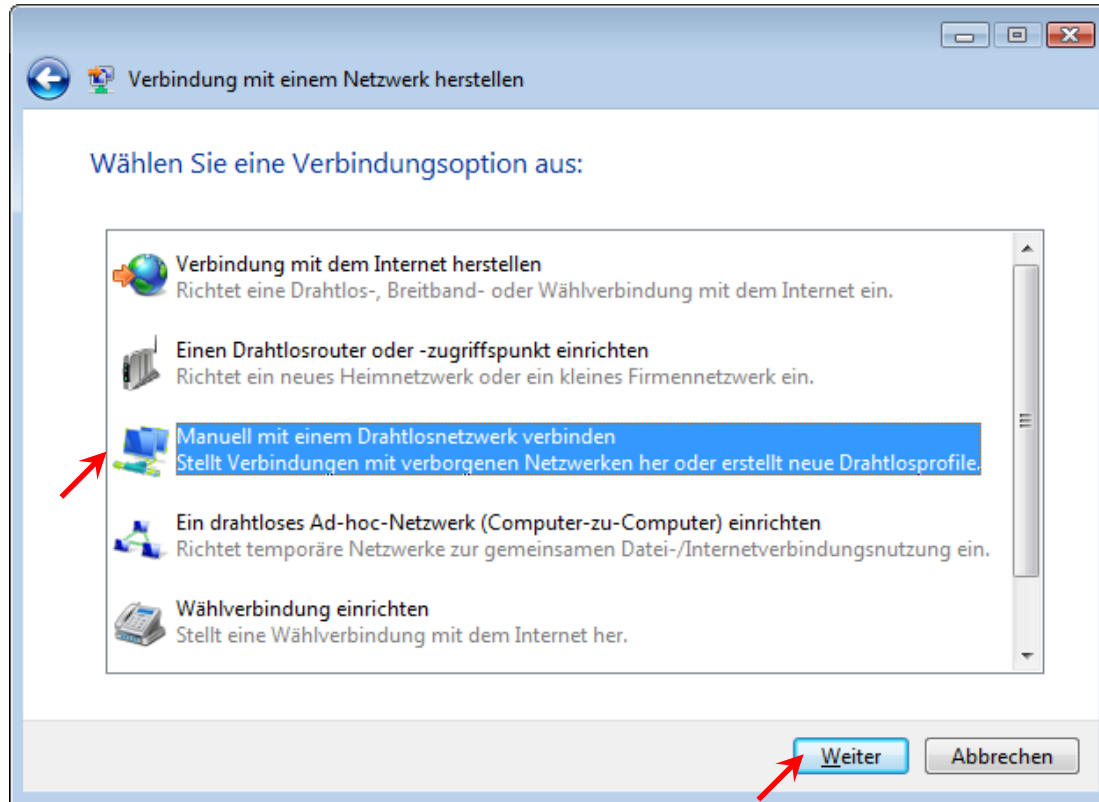 Verbindung mit einem Netzwerk herstellen
Wählen Sie eine Verbindungsoption aus:
Verbindung mit dem Internet herstellen
Richtet eine Drahtlos-, Breitband- oder Wählverbindung mit dem Internet ein.
Einen Drahtlosrouter oder -zugriffspunkt einrichten
Richtet ein neues Heimnetzwerk oder ein kleines Firmennetzwerk ein.
Manuell mit einem Drahtlosnetzwerk verbinden
Stellt Verbindungen mit verborgenen Netzwerken her oder erstellt neue Drahtlosprofile.
Ein drahtloses Ad-hoc-Netzwerk (Computer-zu-Computer) einrichten
Richtet temporäre Netzwerke zur gemeinsamen Datei-/Internetverbindungsnutzung ein.
Wählverbindung einrichten
Stellt eine Wählverbindung mit dem Internet her.
Weiter Abbrechen